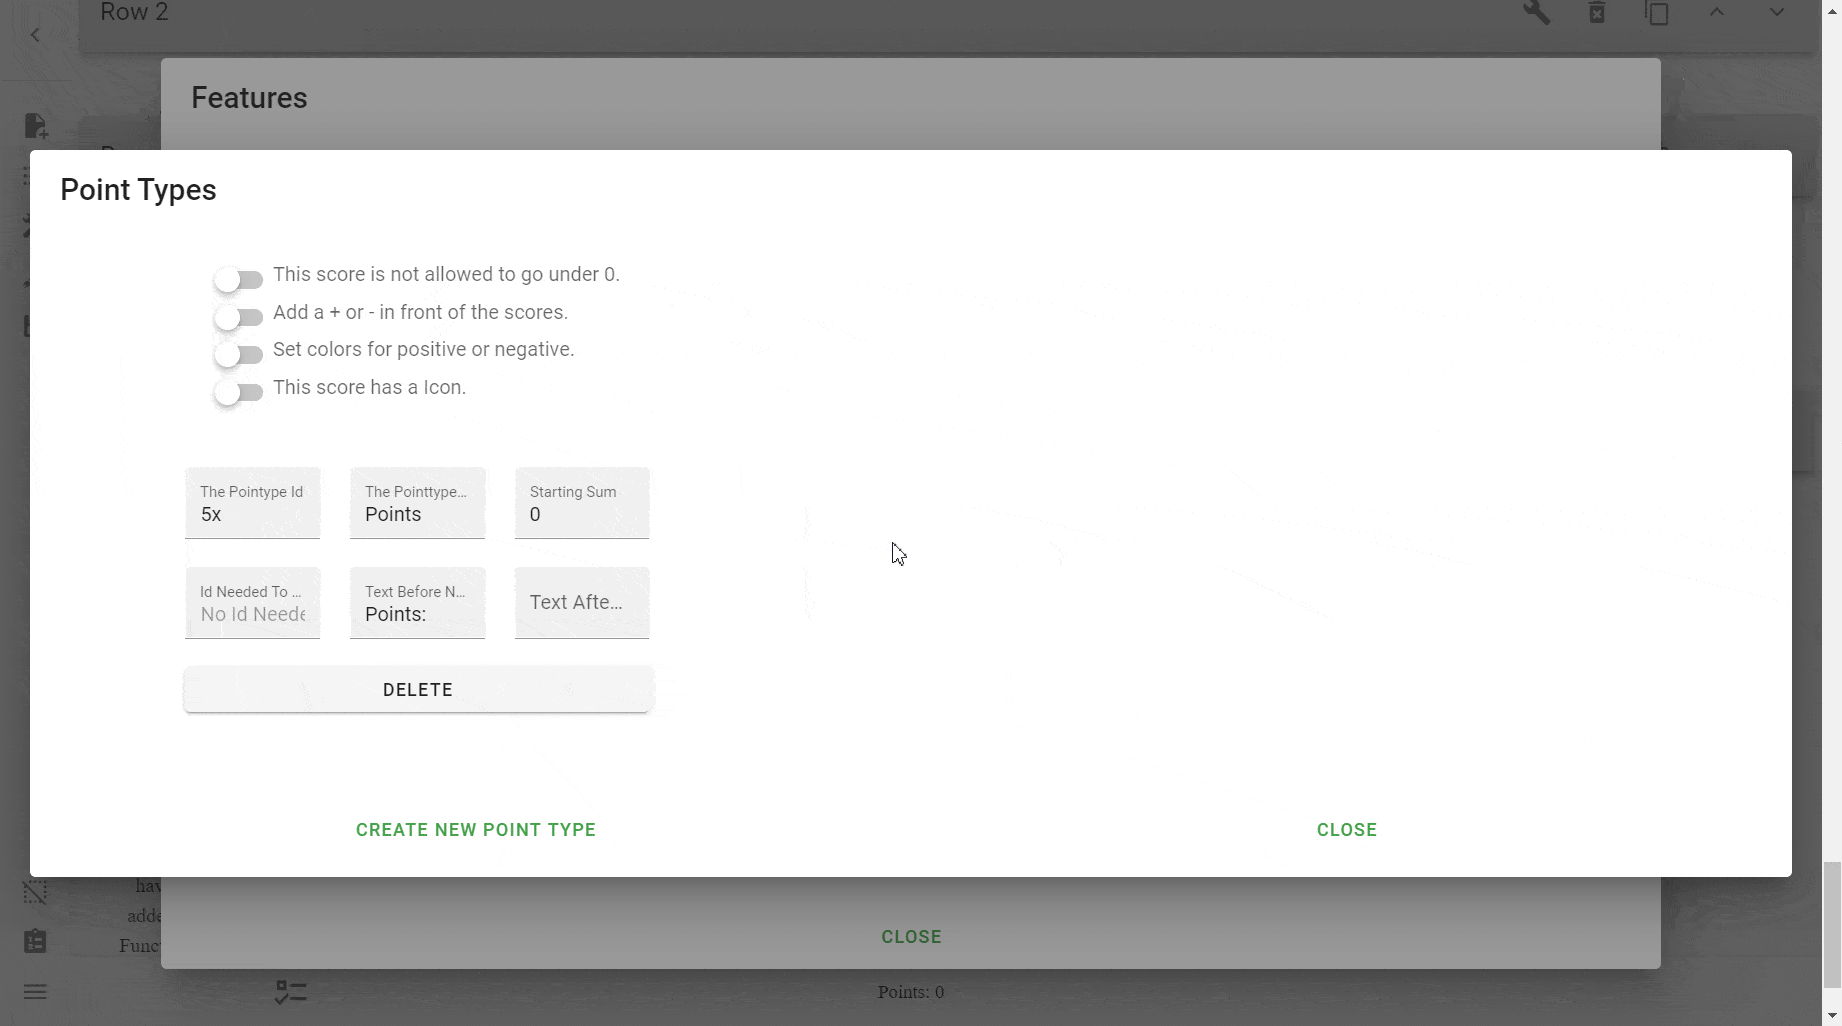 Row 2
Features
Point Types
This score is not allowed to go under 0.
Add a + or - in front of the scores.
Set colors for positive or negative.
This score has a Icon.
The Pointype Id
The Pointtype...
Starting Sum
5x
Points
0
Id Needed To ...
Text Before N...
Text Afte...
No Id Neede
Points:
DELETE
CREATE NEW POINT TYPE
CLOSE
hav
adde
Func
CLOSE
Points: 0